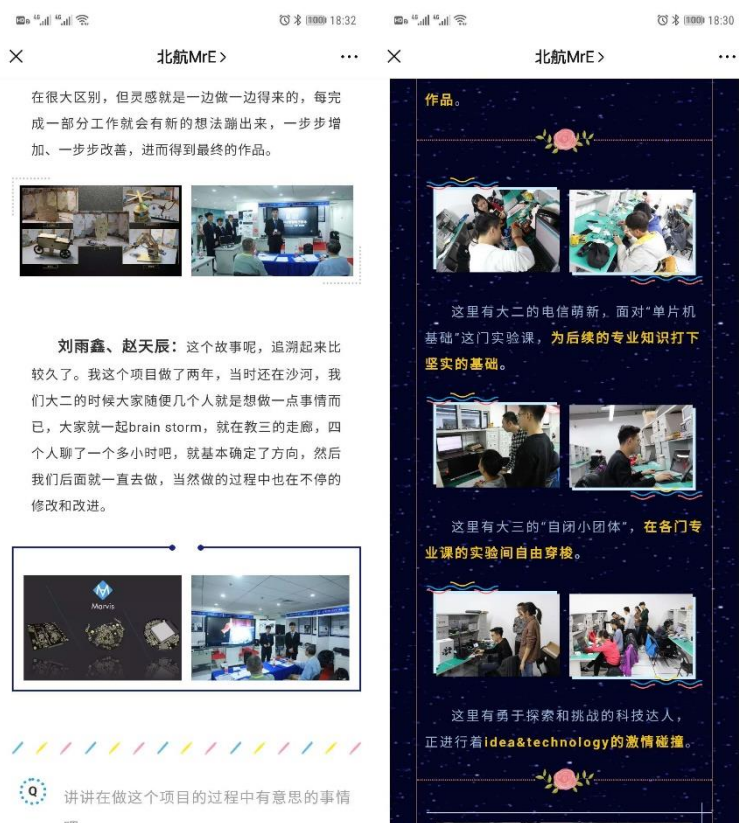 18:32
北航MrE>
在很大区别，但灵感就是一边做一边得来的，每完
成一部分工作就会有新的想法蹦出来，一步步增
加、一步步改善，进而得到最终的作品。
刘雨鑫、赵天辰：这个故事呢，追溯起来比
较久了。我这个项目做了两年，当时还在沙河，我
们大二的时候大家随便几个人就是想做一点事情而
已，大家就一起brain storm，就在教三的走廊，四
个人聊了一个多小时吧，就基本确定了方向，然后
我们后面就一直去做，当然做的过程中也在不停的
修改和改进。
Marvis
Q
讲讲在做这个项目的过程中有意思的事情
18:30
北航MrE>
作品。
这里有大二的电信萌新，面对“单片机
基础”这门实验课，为后续的专业知识打下
坚实的基础。
这里有大三的“自闭小团体”，在各门专
业课的实验间自由穿梭。
这里有勇于探索和挑战的科技达人，
正进行着idea&technology的激情碰撞。